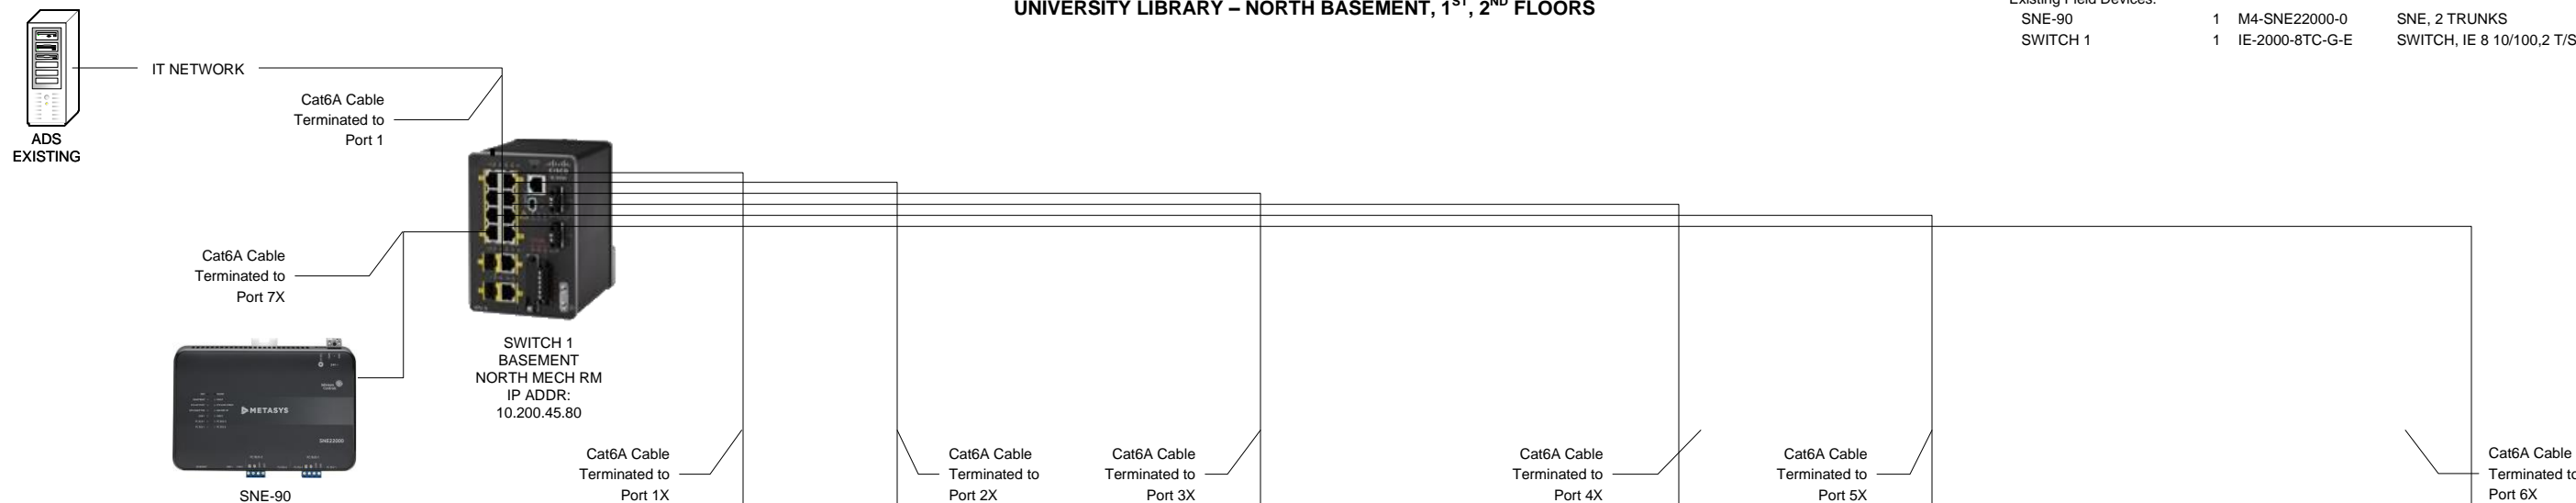 UNIVERSITY LIBRARY – NORTH BASEMENT, 1ST, 2ND FLOORS
Existing Field Devices:
SNE-90 1 M4-SNE22000-0 SNE, 2 TRUNKS
SWITCH 1 1 IE-2000-8TC-G-E SWITCH, IE 8 10/100,2 T/S
IT NETWORK
ADS
EXISTING
Cat6A Cable
Terminated to
Port 1
Cat6A Cable
Terminated to
Port 7X
SWITCH 1
BASEMENT
NORTH MECH RM
IP ADDR:
10.200.45.80
METASYS
SNE22000
SNE-90
Cat6A Cable
Terminated to
Port 1X
Cat6A Cable
Terminated to
Port 2X
Cat6A Cable
Terminated to
Port 3X
Cat6A Cable
Terminated to
Port 4X
Cat6A Cable
Terminated to
Port 5X
Cat6A Cable
Terminated to
Port 6X